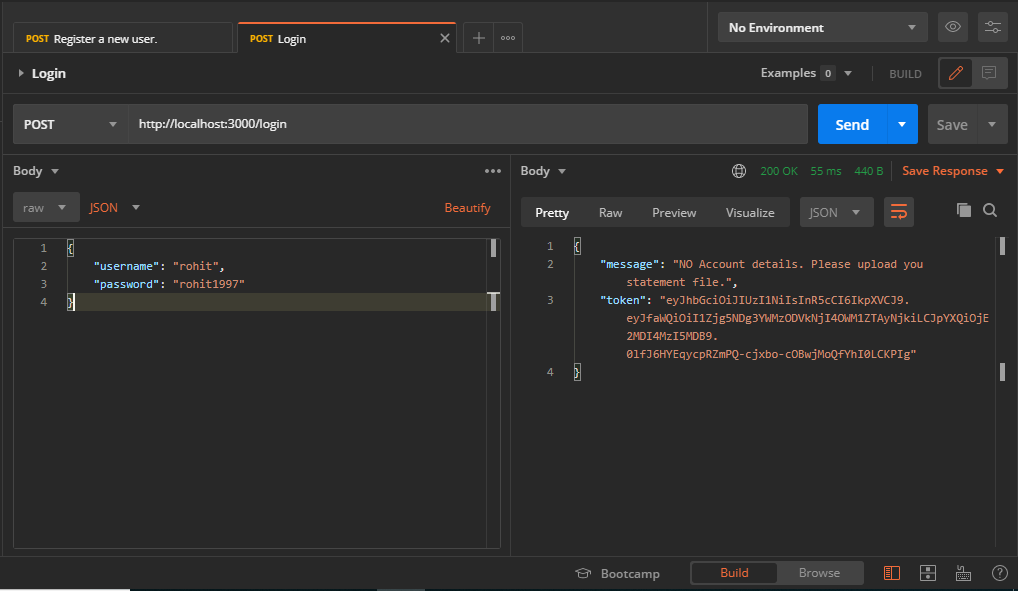 POST Register a new user.
POST Login
No Environment
Login
Examples 0
BUILD
POST
http://localhost:3000/login
Send
Save
Body
Body
200 OK 55 ms 440 B
Save Response
raw
JSON
Beautify
Pretty Raw Preview Visualize
JSON
1 {
2 "username": "rohit",
3 "password": "rohit1997"
4 }
1 {
2 "message": "NO Account details. Please upload you
statement file.",
3 "token": "eyJhbGciOiJIUzI1NiIsInR5cCI6IkpXVCJ9.
eyJfaWQiOiI1Zjg5NDg3YWMzODVkNjI4OWM1ZTAyNjkiLCJpYXQiOjE
2MDI4MzI5MDB9.
0lfJ6HYEqycpRZmPQ-cjxbo-cOBwjMoQfYhI0LCKPIg"
4 }
Bootcamp
Build
Browse